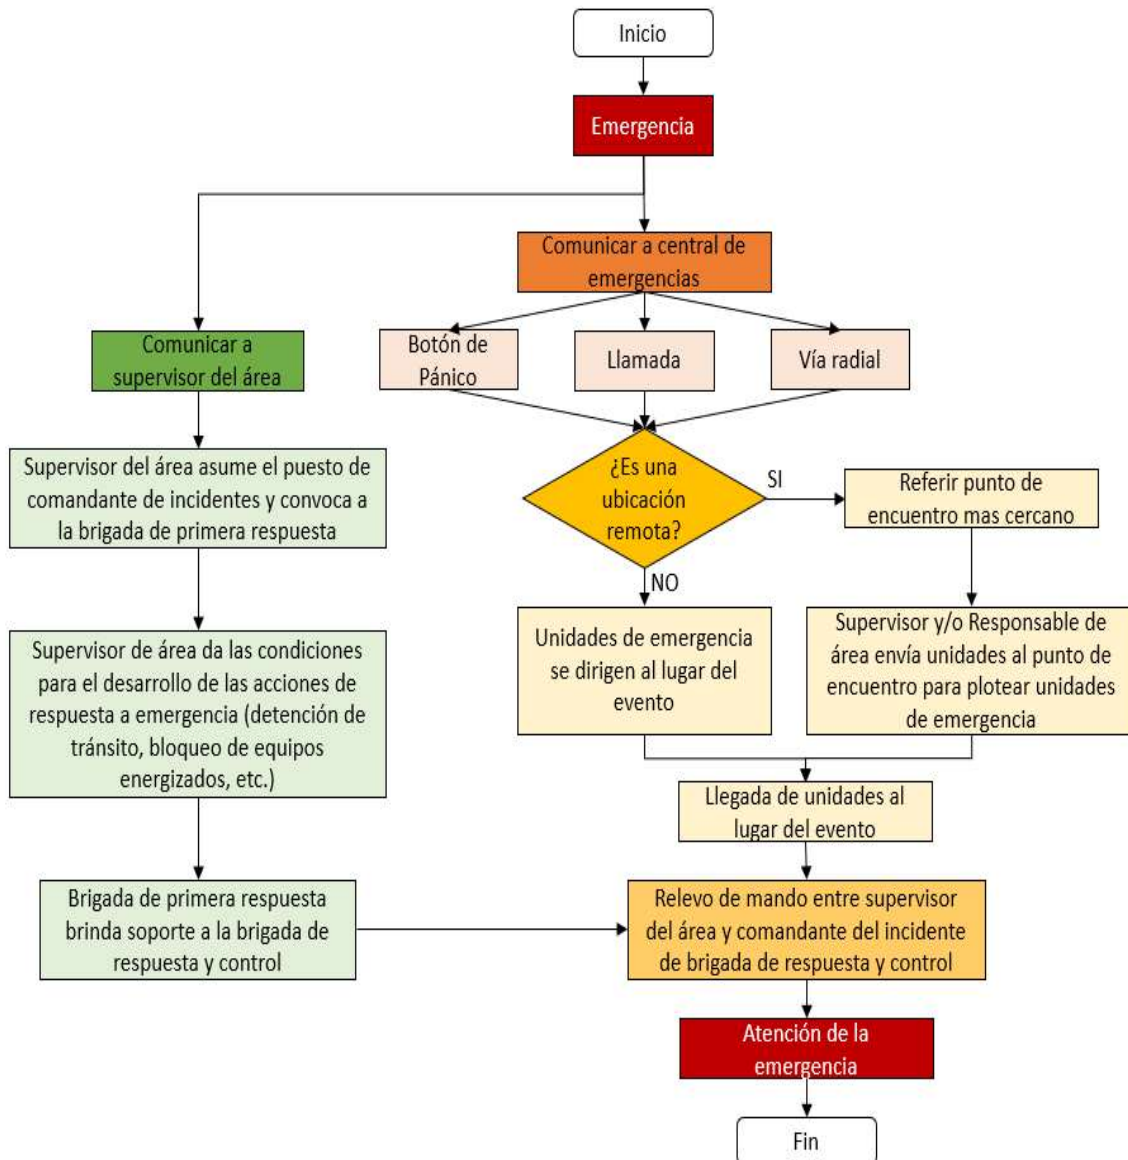 Inicio
Emergencia
Comunicar a central de
emergencias
Botón de
Pánico
Llamada
Vía radial
Comunicar a
supervisor del área
¿Es una
ubicación
remota?
SI
NO
Referir punto de
encuentro mas cercano
Supervisor del área asume el puesto de
comandante de incidentes y convoca a
la brigada de primera respuesta
Unidades de emergencia
se dirigen al lugar del
evento
Supervisor y/o Responsable de
área envía unidades al punto de
encuentro para plotear unidades
de emergencia
Supervisor de área da las condiciones
para el desarrollo de las acciones de
respuesta a emergencia (detención de
tránsito, bloqueo de equipos
energizados, etc.)
Llegada de unidades al
lugar del evento
Brigada de primera respuesta
brinda soporte a la brigada de
respuesta y control
Relevo de mando entre supervisor
del área y comandante del incidente
de brigada de respuesta y control
Atención de la
emergencia
Fin